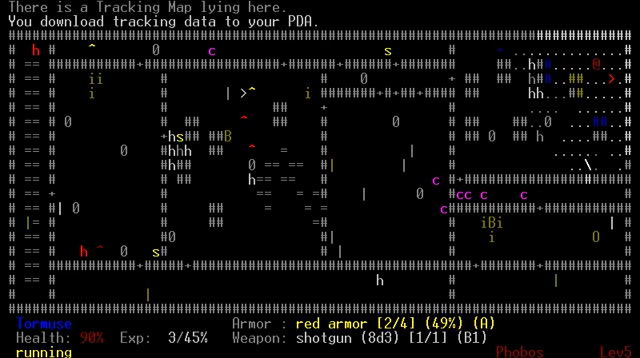 There is a Tracking Map lying here.
You download tracking data to your PDA.
Tormuse Armor : red armor [2/4] (49%) (A)
Health: 90% Exp: 3/45% Weapon: shotgun (8d3) [1/1] (B1)
running Phobos Lev5